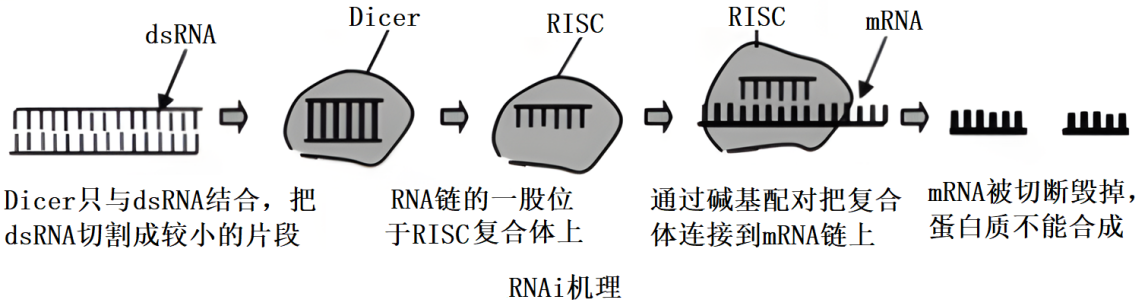 dsRNA
Dicer
RISC
RISC
mRNA
Dicer只与dsRNA结合，把
dsRNA切割成较小的片段
RNA链的一股位
于RISC复合体上
通过碱基配对把复合
体连接到mRNA链上
mRNA被切断毁掉，
蛋白质不能合成
RNAi机理